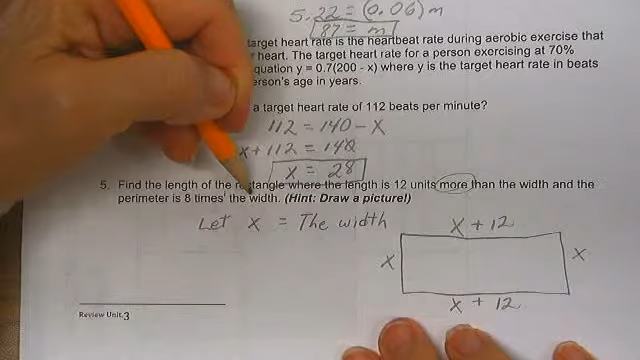 5.22 = (0.06) m
87 = m
target heart rate is the heartbeat rate during aerobic exercise that
heart. The target heart rate for a person exercising at 70%
equation y = 0.7(200 - x) where y is the target heart rate in beats
person's age in years.
a target heart rate of 112 beats per minute?
112 = 140 - X
x + 112 = 140
x = 28
5. Find the length of the rectangle where the length is 12 units more than the width and the
perimeter is 8 times' the width. (Hint: Draw a picture!)
Let x = The width
X + 12
X
X
X + 12
Review Unit 3